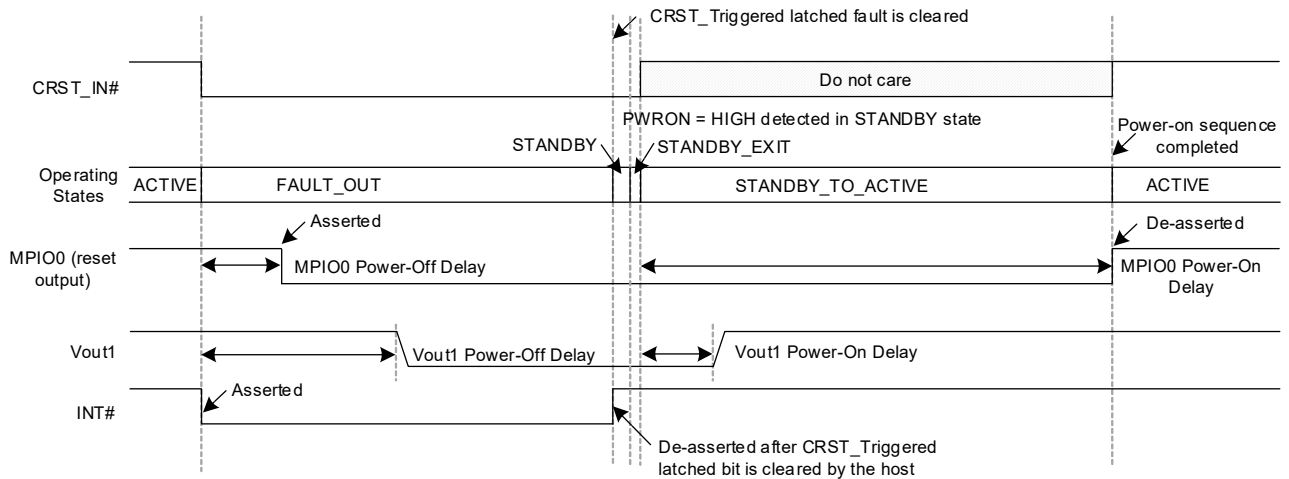 CRST_Triggered latched fault is cleared
CRST_IN#
Do not care
PWRON = HIGH detected in STANDBY state
STANDBY
STANDBY_EXIT
Power-on sequence
completed
Operating
States
ACTIVE
FAULT_OUT
STANDBY_TO_ACTIVE
ACTIVE
Asserted
De-asserted
MPIO0 (reset
output)
MPIO0 Power-Off Delay
MPIO0 Power-On
Delay
Vout1
Vout1 Power-Off Delay
Vout1 Power-On Delay
Asserted
INT#
De-asserted after CRST_Triggered
latched bit is cleared by the host